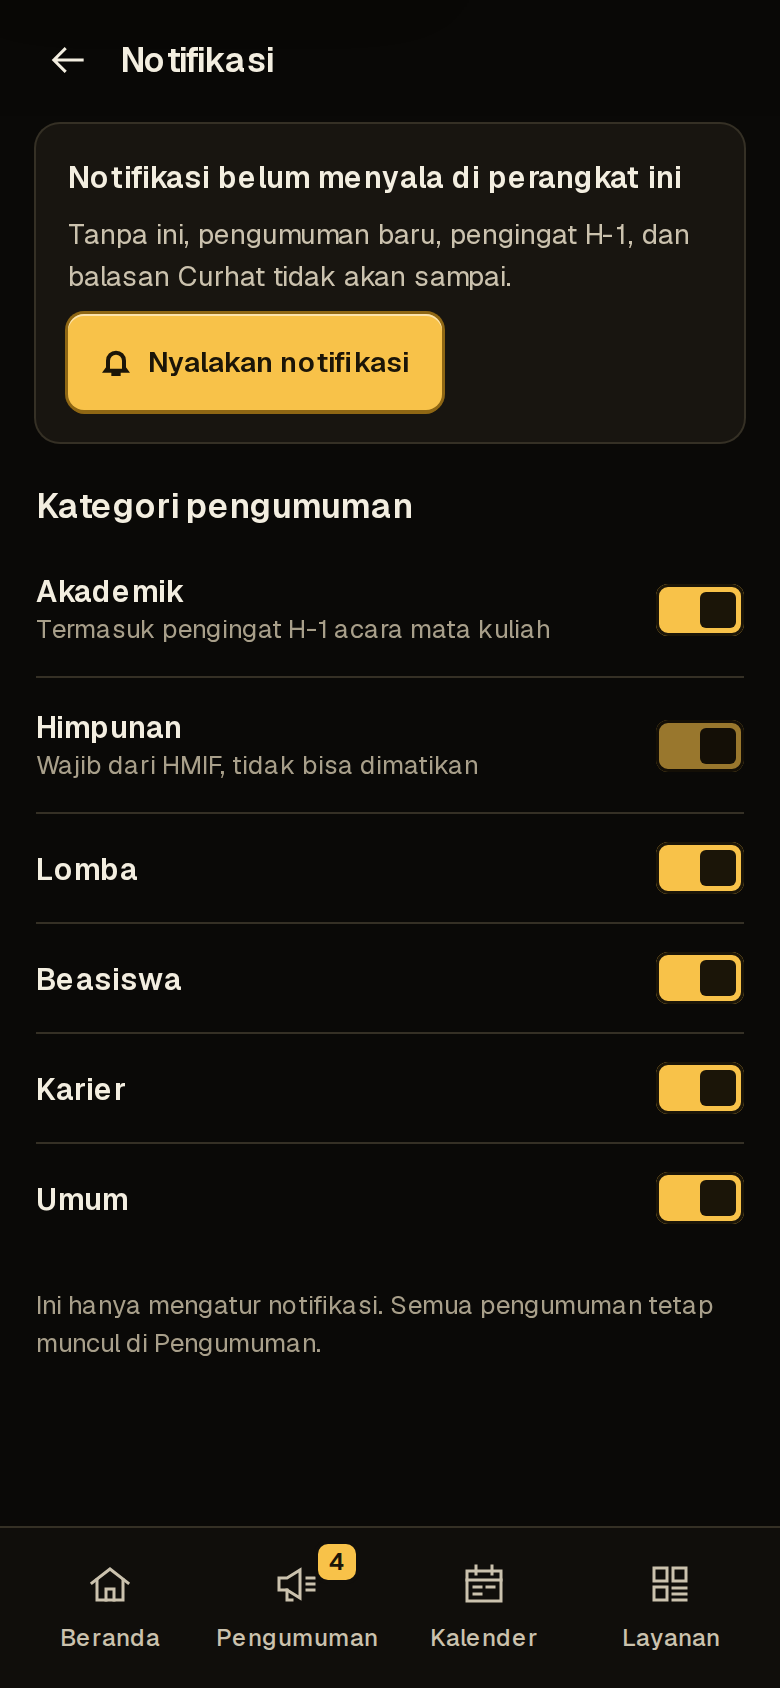 Notifikasi
Notifikasi belum menyala di perangkat ini
Tanpa ini, pengumuman baru, pengingat H-1, dan
balasan Curhat tidak akan sampai.
Nyalakan notifikasi
Kategori pengumuman
Akademik
Termasuk pengingat H-1 acara mata kuliah
Himpunan
Wajib dari HMIF, tidak bisa dimatikan
Lomba
Beasiswa
Karier
Umum
Ini hanya mengatur notifikasi. Semua pengumuman tetap
muncul di Pengumuman.
4
Beranda
Pengumuman
Kalender
Layanan